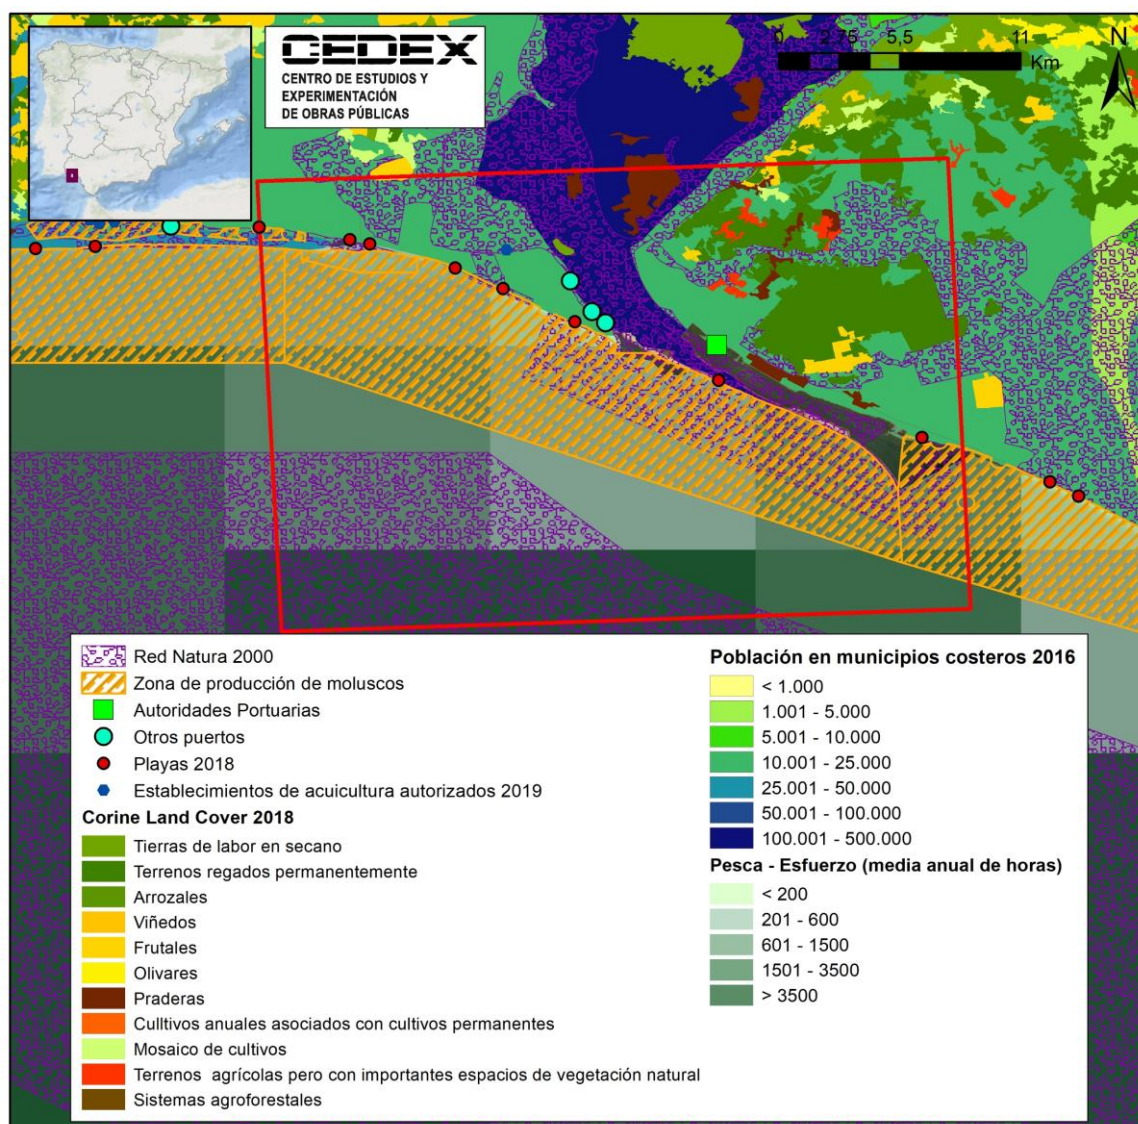 CEDEX
CENTRO DE ESTUDIOS Y
EXPERIMENTACIÓN
DE OBRAS PÚBLICAS
0 2,75 5,5 11
Km
N
Red Natura 2000
Zona de producción de moluscos
Autoridades Portuarias
Otros puertos
Playas 2018
Establecimientos de acuicultura autorizados 2019
Corine Land Cover 2018
Tierras de labor en secano
Terrenos regados permanentemente
Arrozales
Viñedos
Frutales
Olivares
Praderas
Culltivos anuales asociados con cultivos permanentes
Mosaico de cultivos
Terrenos agrícolas pero con importantes espacios de vegetación natural
Sistemas agroforestales
Población en municipios costeros 2016
< 1.000
1.001 - 5.000
5.001 - 10.000
10.001 - 25.000
25.001 - 50.000
50.001 - 100.000
100.001 - 500.000
Pesca - Esfuerzo (media anual de horas)
< 200
201 - 600
601 - 1500
1501 - 3500
> 3500